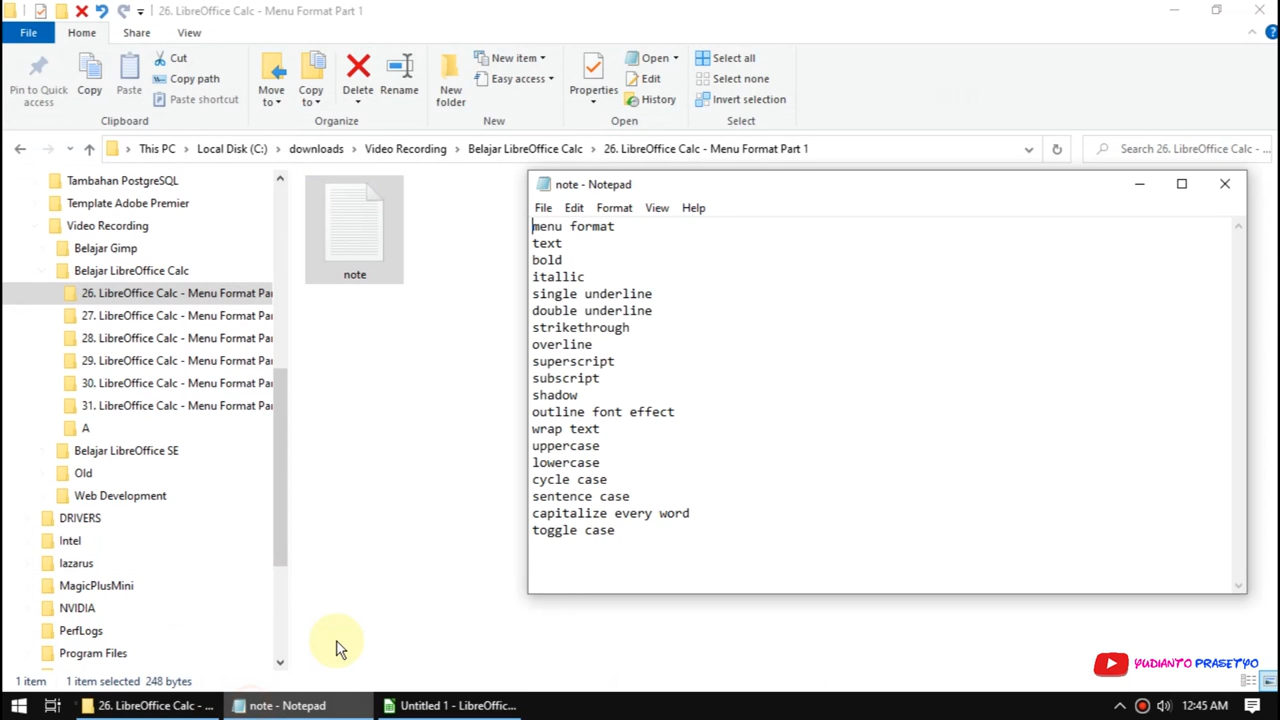 26. LibreOffice Calc - Menu Format Part 1
File Home Share View
Pin to Quick access
Copy
Paste
Cut
Copy path
Paste shortcut
Clipboard
Move to
Copy to
Delete
Rename
Organize
New folder
New item
Easy access
New
Properties
Open
Edit
History
Open
Select all
Select none
Invert selection
Select
This PC Local Disk (C:) downloads Video Recording Belajar LibreOffice Calc 26. LibreOffice Calc - Menu Format Part 1
Search 26. LibreOffice Calc - ...
Tambahan PostgreSQL
Template Adobe Premier
Video Recording
Belajar Gimp
Belajar LibreOffice Calc
26. LibreOffice Calc - Menu Format Pa
27. LibreOffice Calc - Menu Format Pa
28. LibreOffice Calc - Menu Format Pa
29. LibreOffice Calc - Menu Format Pa
30. LibreOffice Calc - Menu Format Pa
31. LibreOffice Calc - Menu Format Pa
A
Belajar LibreOffice SE
Old
Web Development
DRIVERS
Intel
lazarus
MagicPlusMini
NVIDIA
PerfLogs
Program Files
note
note - Notepad
File Edit Format View Help
menu format
text
bold
itallic
single underline
double underline
strikethrough
overline
superscript
subscript
shadow
outline font effect
wrap text
uppercase
lowercase
cycle case
sentence case
capitalize every word
toggle case
YUDIANTO PRASETYO
1 item 1 item selected 248 bytes
26. LibreOffice Calc - ...
note - Notepad
Untitled 1 - LibreOffic...
12:45 AM